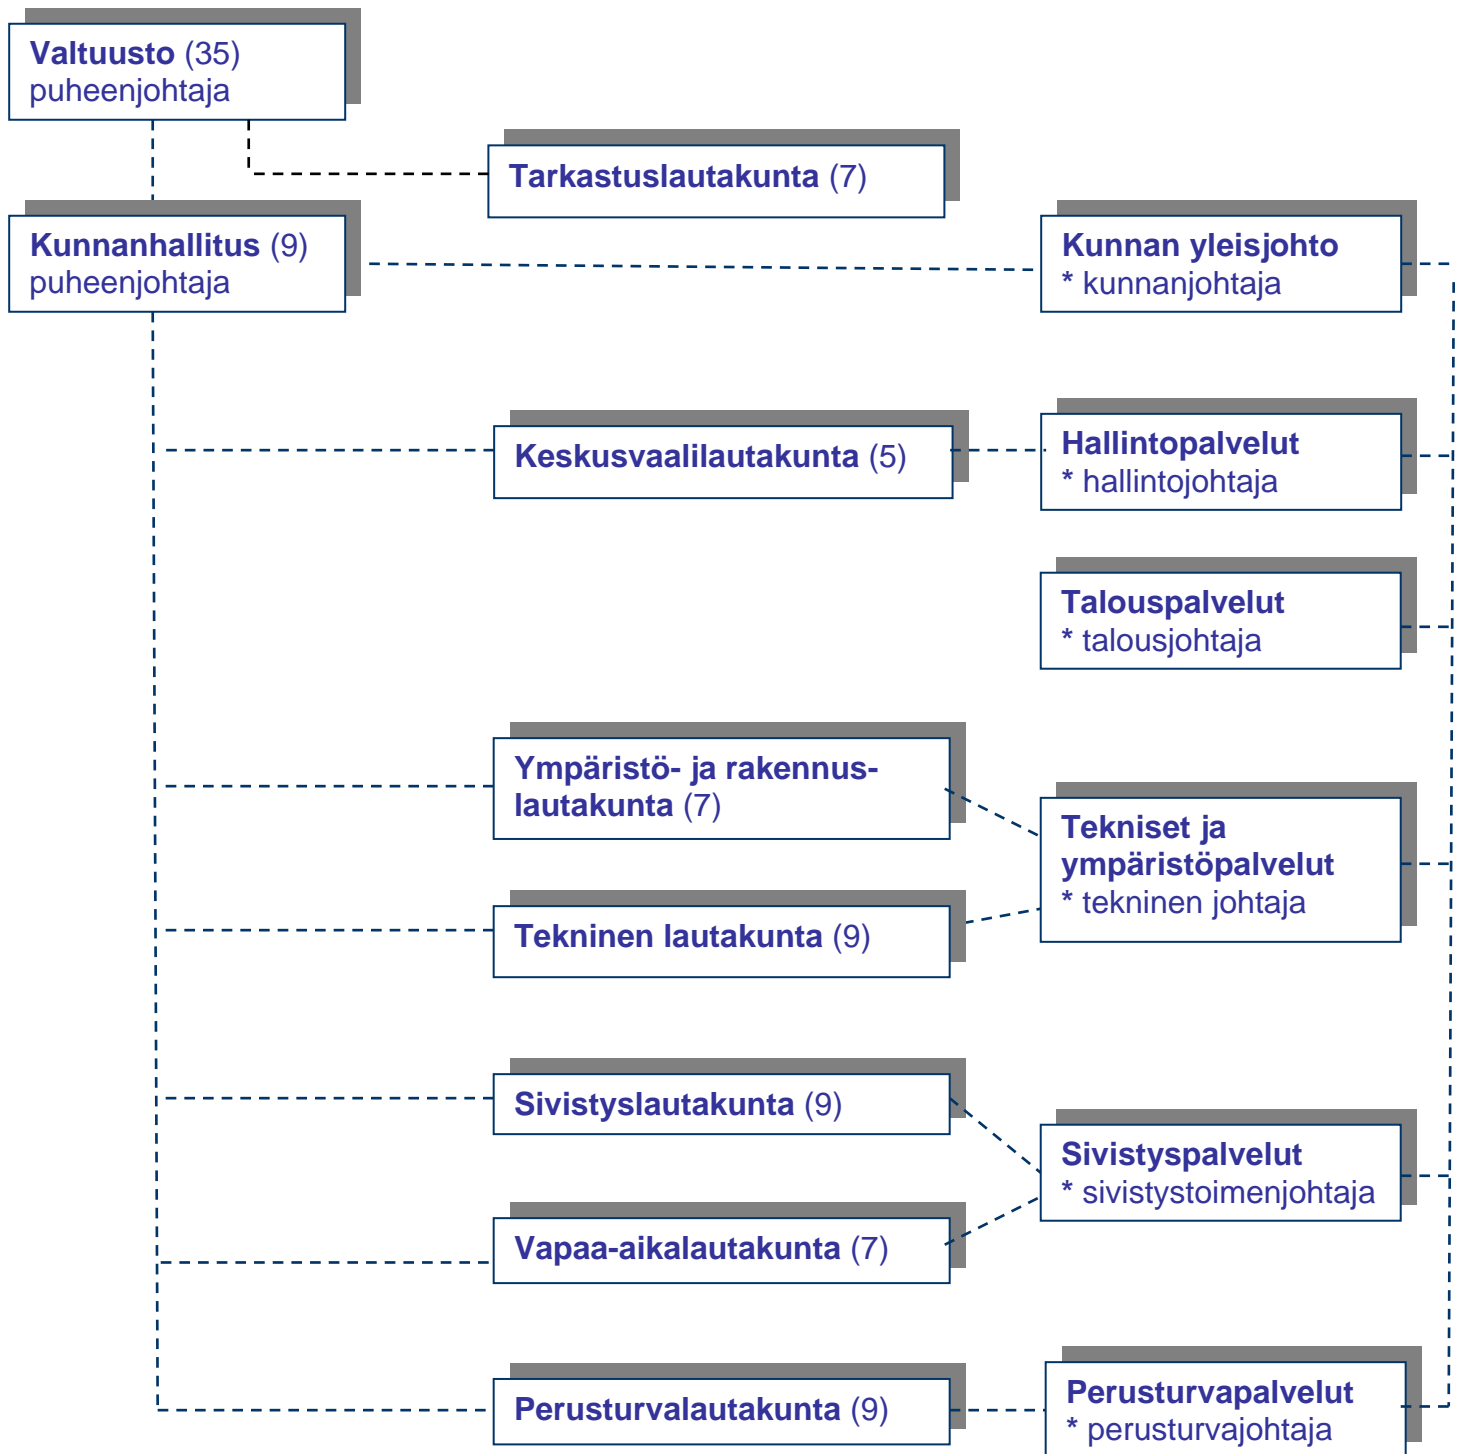 Valtuusto (35)
puheenjohtaja
Tarkastuslautakunta (7)
Kunnanhallitus (9)
puheenjohtaja
Kunnan yleisjohto
* kunnanjohtaja
Keskusvaalilautakunta (5)
Hallintopalvelut
* hallintojohtaja
Talouspalvelut
* talousjohtaja
Ympäristö- ja rakennus-
lautakunta (7)
Tekniset ja
ympäristöpalvelut
* tekninen johtaja
Tekninen lautakunta (9)
Sivistyslautakunta (9)
Sivistyspalvelut
* sivistystoimenjohtaja
Vapaa-aikalautakunta (7)
Perusturvalautakunta (9)
Perusturvapalvelut
* perusturvajohtaja